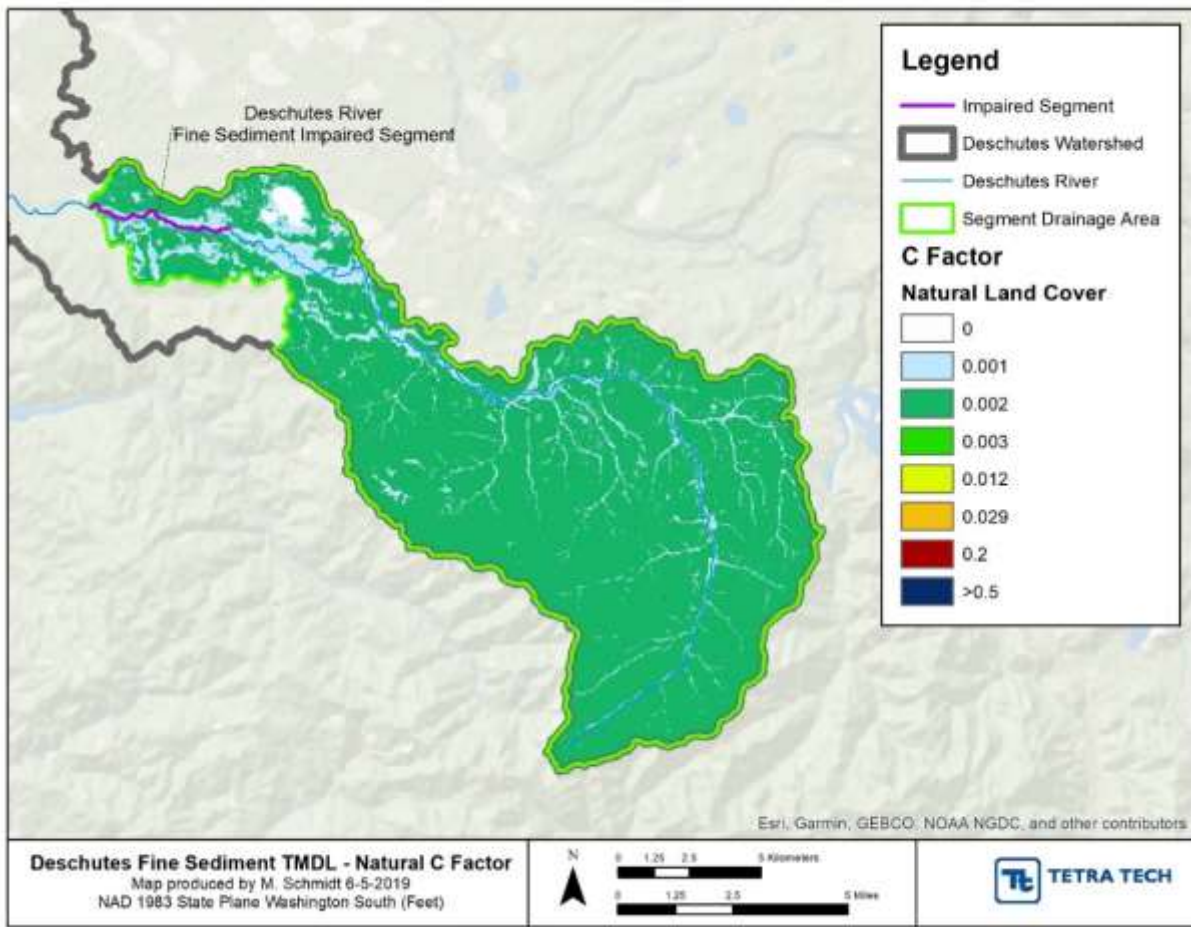 Deschutes River
Fine Sediment Impaired Segment
Legend
Impaired Segment
Deschutes Watershed
Deschutes River
Segment Drainage Area
C Factor
Natural Land Cover
0
0.001
0.002
0.003
0.012
0.029
0.2
>0.5
Esri, Garmin, GEBCO, NOAA NGDC, and other contributors
Deschutes Fine Sediment TMDL - Natural C Factor
Map produced by M. Schmidt 6-5-2019
NAD 1983 State Plane Washington South (Feet)
N
0 1.25 2.5 5 Kilometers
0 1.25 2.5 5 Miles
Tt TETRA TECH